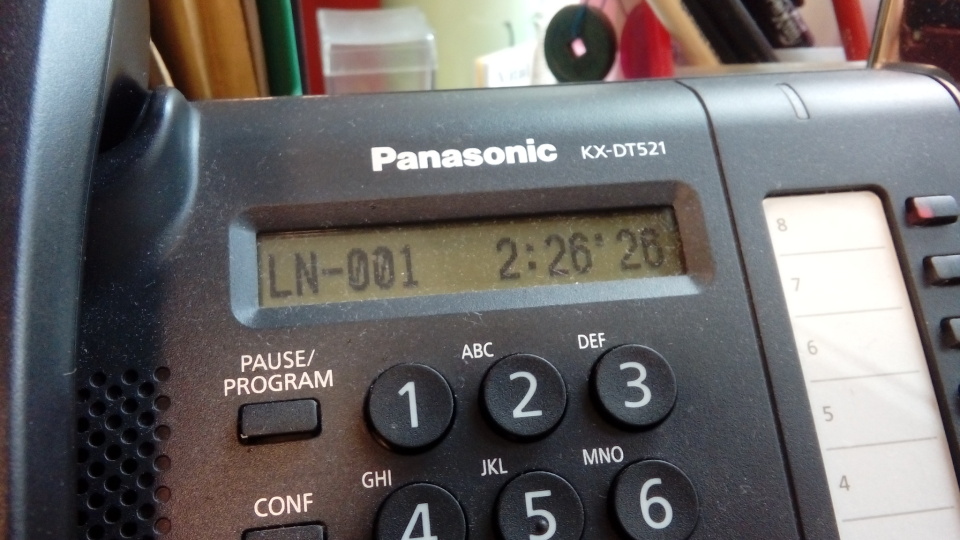 Panasonic KX-DT521
LN-001 2:26'26
8
7
6
5
4
PAUSE/
PROGRAM
1
ABC
2
DEF
3
CONF
GHI
4
JKL
5
MNO
6